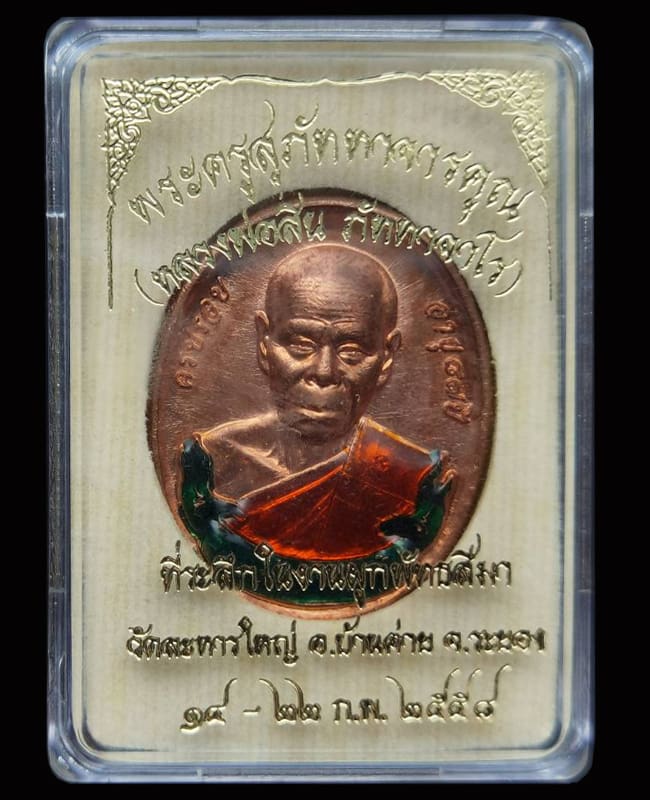 พระครูสุภัททาจารคุณ
(หลวงพ่อสิน ภัททาจาโร)
ครบรอบ
อายุ ๘๗ปี
ที่ระลึกในงานผูกพัทธสีมา
วัดละหารใหญ่ อ.บ้านค่าย จ.ระยอง
๑๔ - ๒๒ ก.พ. ๒๕๕๘